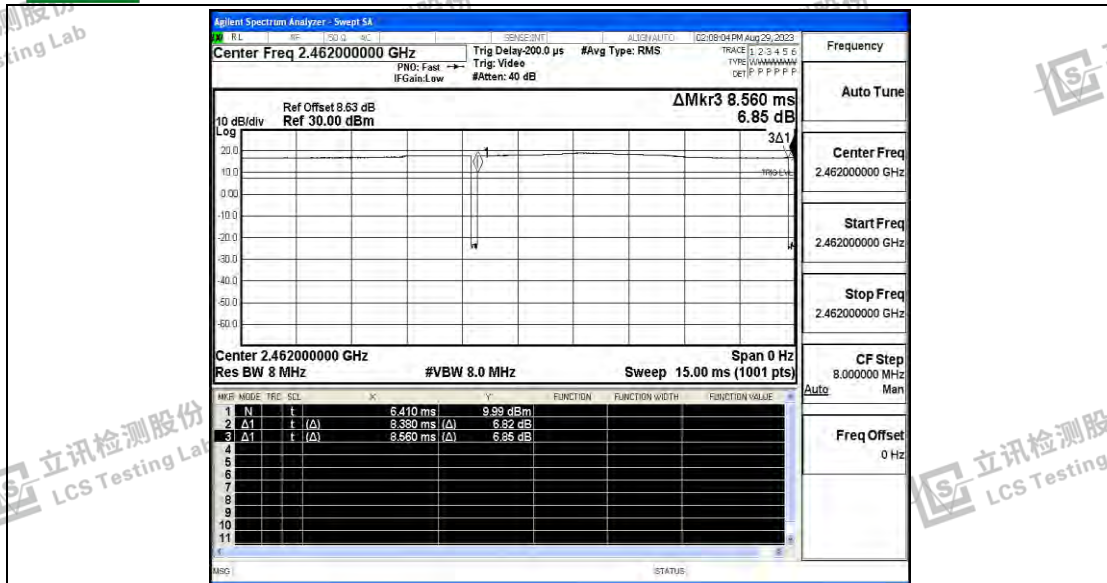 测股份
ting Lab
Agilent Spectrum Analyzer - Swept SA
RL RF 50 Ω AC SENSE:INT ALIGNAUTO 02:08:04 PM Aug 29, 2023
Center Freq 2.462000000 GHz
PNO: Fast
IFGain:Low
Trig Delay-200.0 µs
Trig: Video
#Atten: 40 dB
#Avg Type: RMS
TRACE 1 2 3 4 5 6
TYPE WWWWWW
DET P P P P P P
ΔMkr3 8.560 ms
6.85 dB
Ref Offset 8.63 dB
10 dB/div Ref 30.00 dBm
Log
20.0
10.0
0.00
-10.0
-20.0
-30.0
-40.0
-50.0
-60.0
1
3Δ1
TRIG LVL
Center 2.462000000 GHz
Span 0 Hz
Res BW 8 MHz #VBW 8.0 MHz Sweep 15.00 ms (1001 pts)
MKR MODE TRC SCL X Y FUNCTION FUNCTION WIDTH FUNCTION VALUE
1 N t 6.410 ms 9.99 dBm
2 Δ1 t (Δ) 8.380 ms (Δ) 6.82 dB
3 Δ1 t (Δ) 8.560 ms (Δ) 6.85 dB
4
5
6
7
8
9
10
11
MSG STATUS
Frequency
Auto Tune
Center Freq
2.462000000 GHz
Start Freq
2.462000000 GHz
Stop Freq
2.462000000 GHz
CF Step
8.000000 MHz
Auto Man
Freq Offset
0 Hz
立讯检测股份
LCS Testing Lab
立讯检测股
LCS Testing